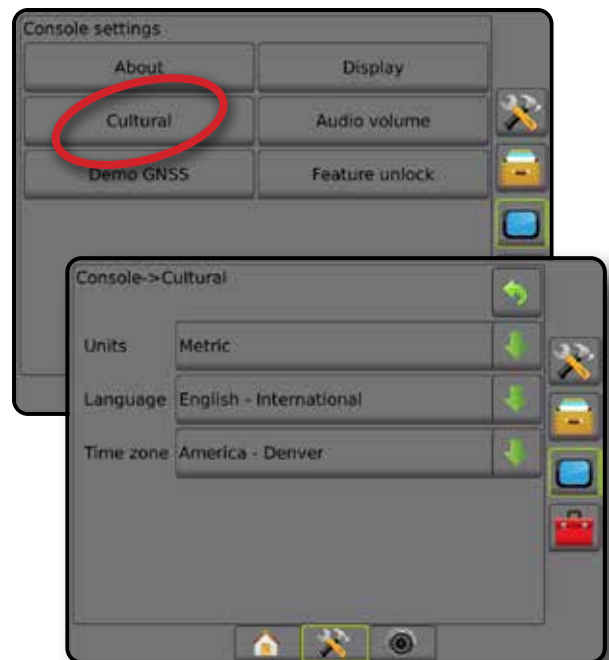 Console settings
About
Display
Cultural
Audio volume
Demo GNSS
Feature unlock
Console->Cultural
Units Metric
Language English - International
Time zone America - Denver